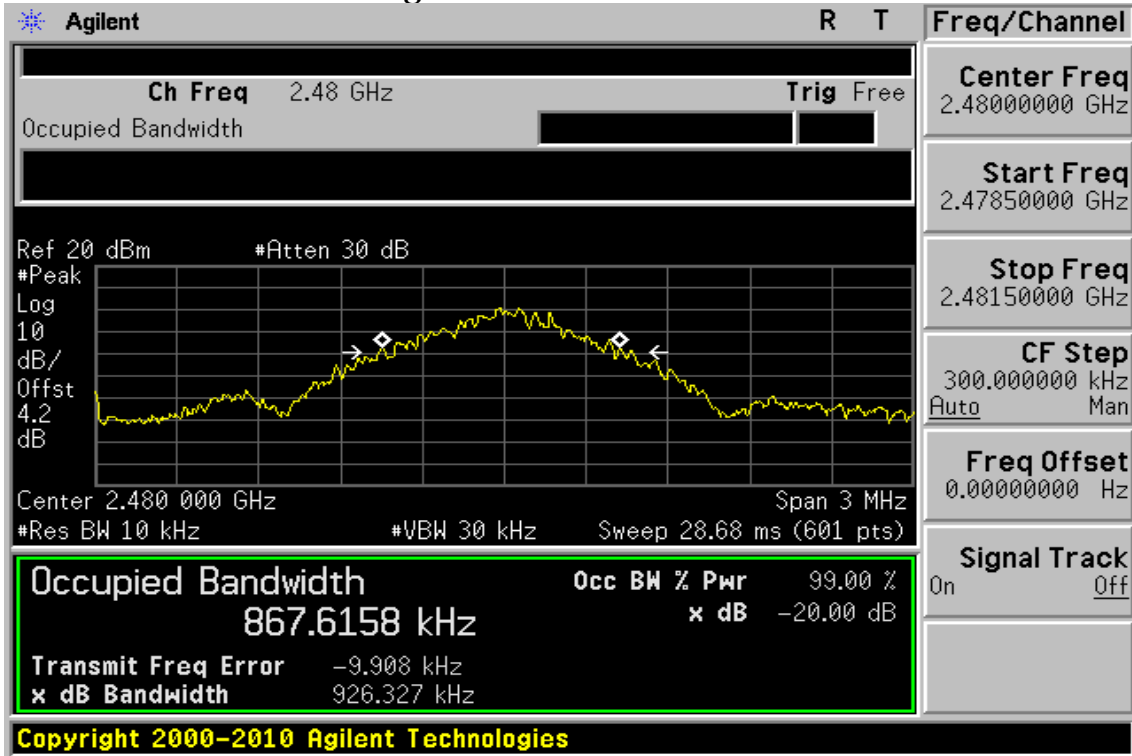 Agilent R T Freq/Channel
Ch Freq 2.48 GHz Trig Free
Occupied Bandwidth
Center Freq
2.48000000 GHz
Start Freq
2.47850000 GHz
Stop Freq
2.48150000 GHz
CF Step
300.000000 kHz
Auto Man
Freq Offset
0.00000000 Hz
Signal Track
On Off
Ref 20 dBm #Atten 30 dB
#Peak
Log
10
dB/
Offst
4.2
dB
Center 2.480 000 GHz Span 3 MHz
#Res BW 10 kHz #VBW 30 kHz Sweep 28.68 ms (601 pts)
Occupied Bandwidth Occ BW % Pwr 99.00 %
867.6158 kHz x dB -20.00 dB
Transmit Freq Error -9.908 kHz
x dB Bandwidth 926.327 kHz
Copyright 2000-2010 Agilent Technologies